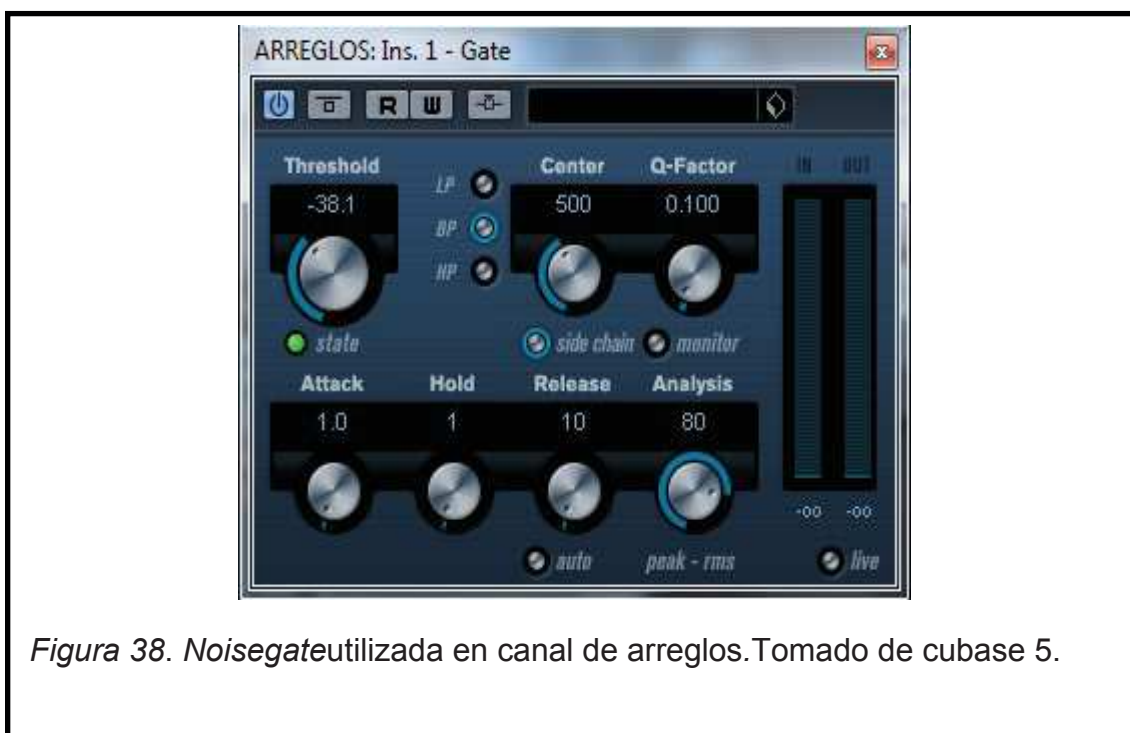 ARREGLOS: Ins. 1 - Gate
R W
Threshold Center Q-Factor IN OUT
-38.1 500 0.100
LP
BP
HP
state side chain monitor
Attack Hold Release Analysis
1.0 1 10 80
-oo -oo
auto peak - rms live
Figura 38. Noisegateutilizada en canal de arreglos.Tomado de cubase 5.